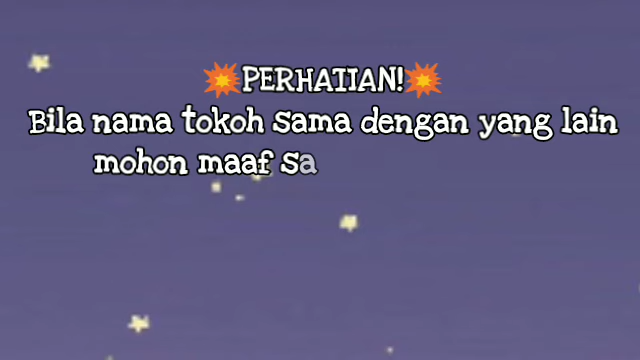 💥PERHATIAN!💥
Bila nama tokoh sama dengan yang lain
mohon maaf sa